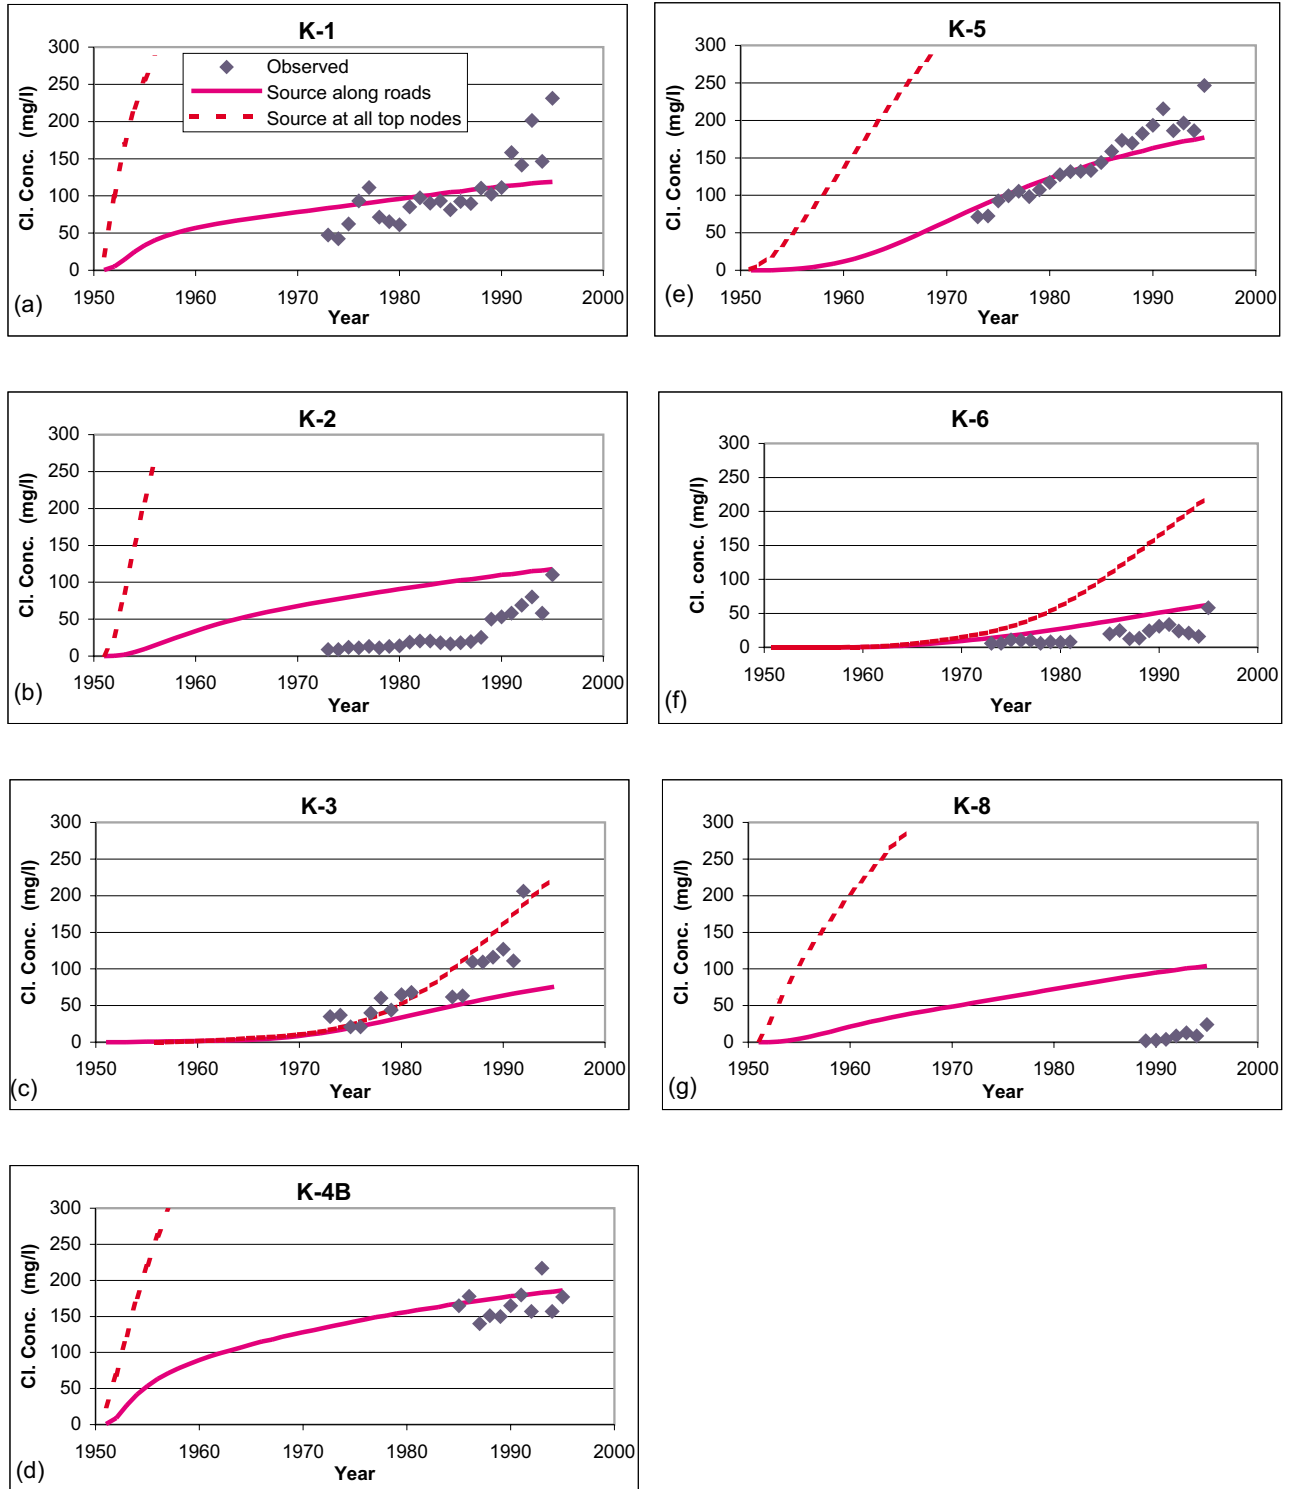 K-1
300
250
200
150
100
50
0
Cl. Conc. (mg/l)
Observed
Source along roads
Source at all top nodes
1950 1960 1970 1980 1990 2000
Year
(a)
K-2
300
250
200
150
100
50
0
Cl. Conc. (mg/l)
1950 1960 1970 1980 1990 2000
Year
(b)
K-3
300
250
200
150
100
50
0
Cl. Conc. (mg/l)
1950 1960 1970 1980 1990 2000
Year
(c)
K-4B
300
250
200
150
100
50
0
Cl. Conc. (mg/l)
1950 1960 1970 1980 1990 2000
Year
(d)
K-5
300
250
200
150
100
50
0
Cl. Conc. (mg/l)
1950 1960 1970 1980 1990 2000
Year
(e)
K-6
300
250
200
150
100
50
0
Cl. conc. (mg/l)
1950 1960 1970 1980 1990 2000
Year
(f)
K-8
300
250
200
150
100
50
0
Cl. Conc. (mg/l)
1950 1960 1970 1980 1990 2000
Year
(g)